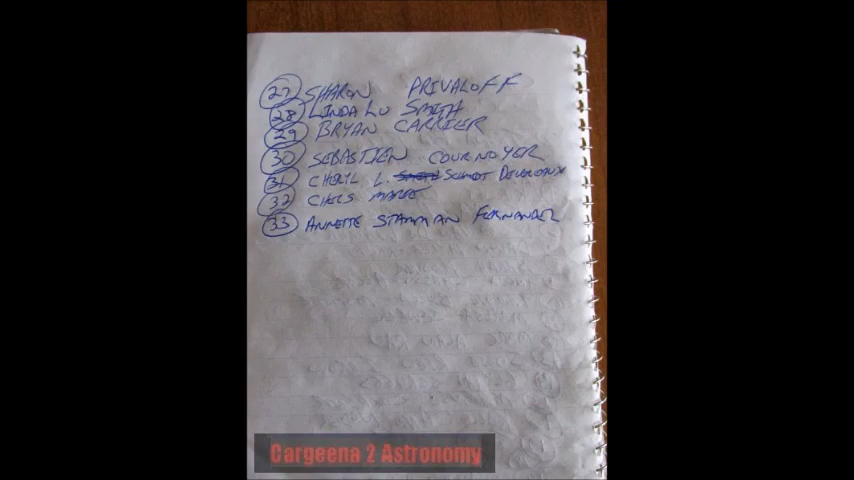 27 SHARON PRIVALOFF
28 LINDA LU SMITH
29 BRYAN CARRIER
30 SEBASTIEN COURNOYER
31 CHERYL L. SCHMIDT
32 CHRIS
33 ANNETTE FERNANDEZ
Cargeena 2 Astronomy